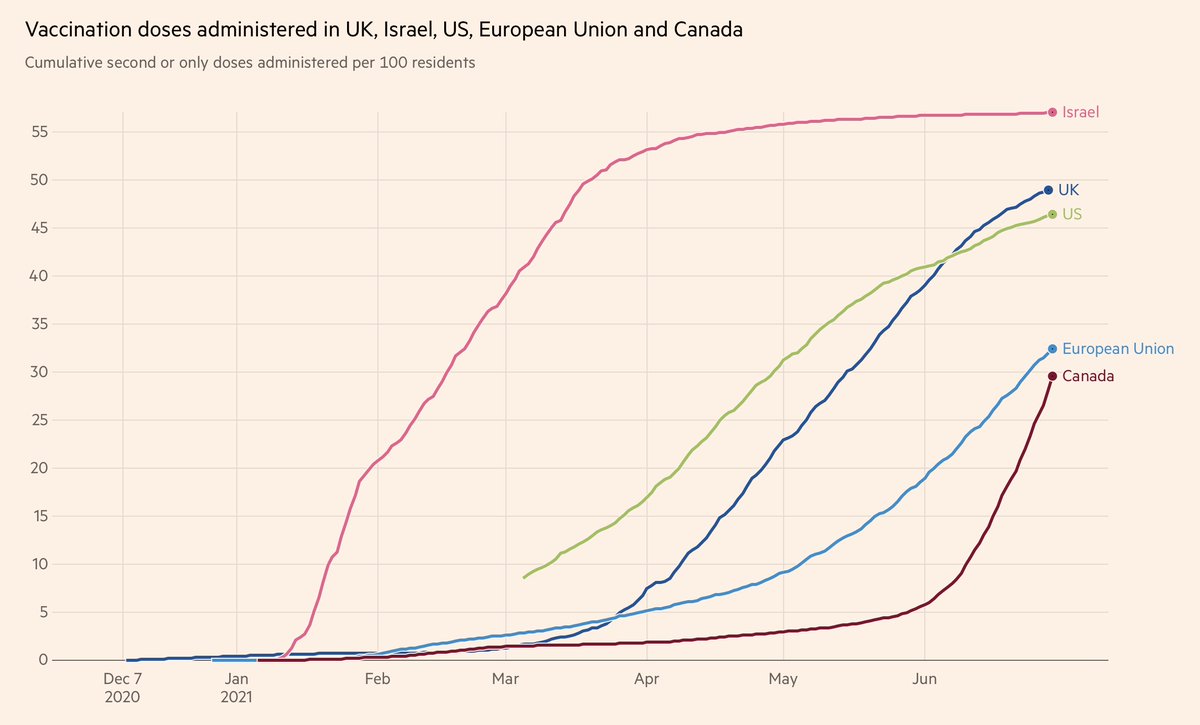 Vaccination doses administered in UK, Israel, US, European Union and Canada
Cumulative second or only doses administered per 100 residents
Israel
55
50
UK
US
45
40
35
European Union
30
Canada
25
20
15
10
5
0
Dec 7 Jan Feb Mar Apr May Jun
2020 2021